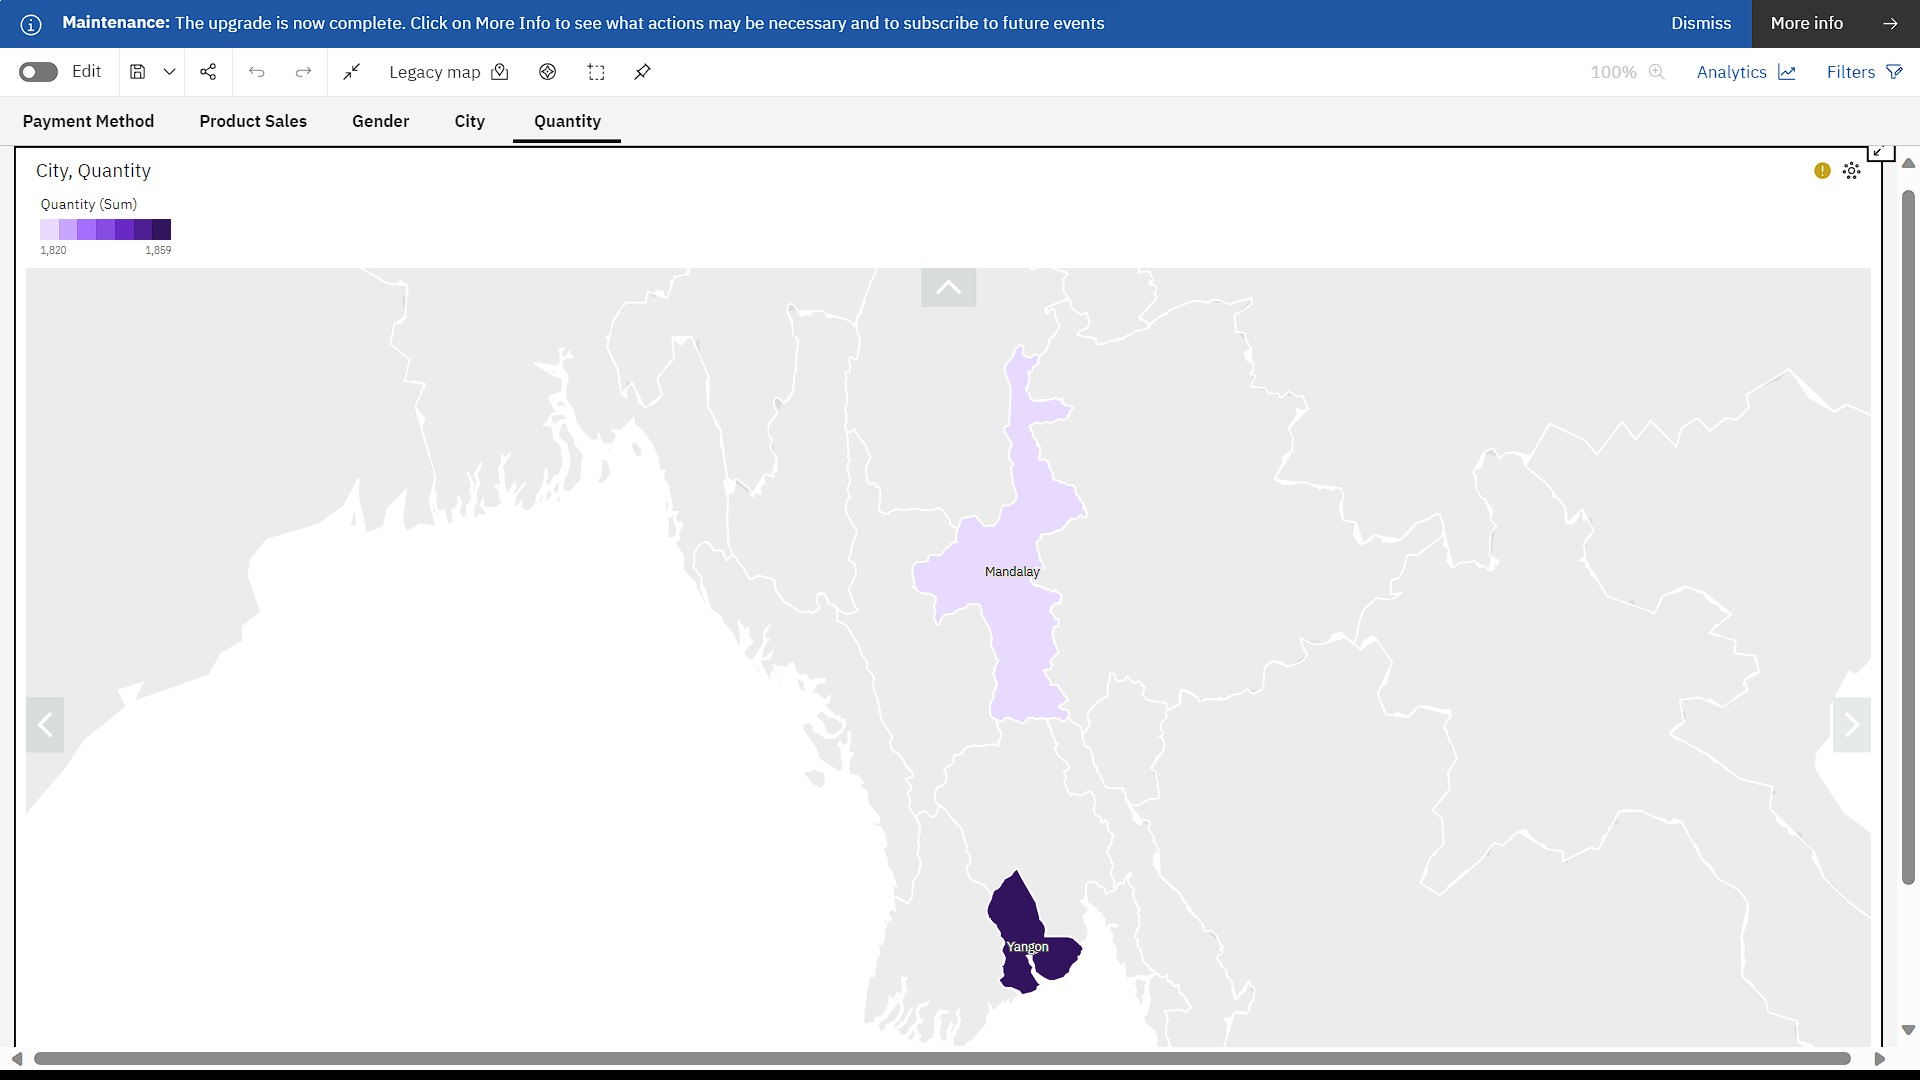 Maintenance: The upgrade is now complete. Click on More Info to see what actions may be necessary and to subscribe to future events
Dismiss
More info
Edit
Legacy map
100%
Analytics
Filters
Payment Method
Product Sales
Gender
City
Quantity
City, Quantity
Quantity (Sum)
1,820
1,859
Mandalay
Yangon